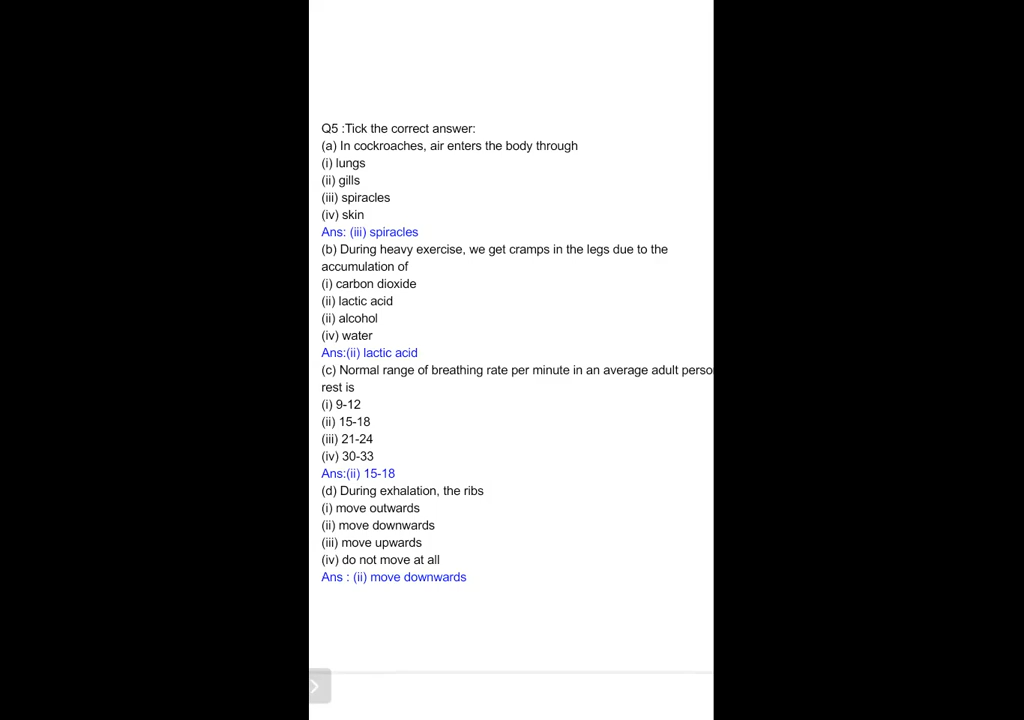 Q5 :Tick the correct answer:
(a) In cockroaches, air enters the body through
(i) lungs
(ii) gills
(iii) spiracles
(iv) skin
Ans: (iii) spiracles
(b) During heavy exercise, we get cramps in the legs due to the
accumulation of
(i) carbon dioxide
(ii) lactic acid
(ii) alcohol
(iv) water
Ans:(ii) lactic acid
(c) Normal range of breathing rate per minute in an average adult
rest is
(i) 9-12
(ii) 15-18
(iii) 21-24
(iv) 30-33
Ans:(ii) 15-18
(d) During exhalation, the ribs
(i) move outwards
(ii) move downwards
(iii) move upwards
(iv) do not move at all
Ans : (ii) move downwards